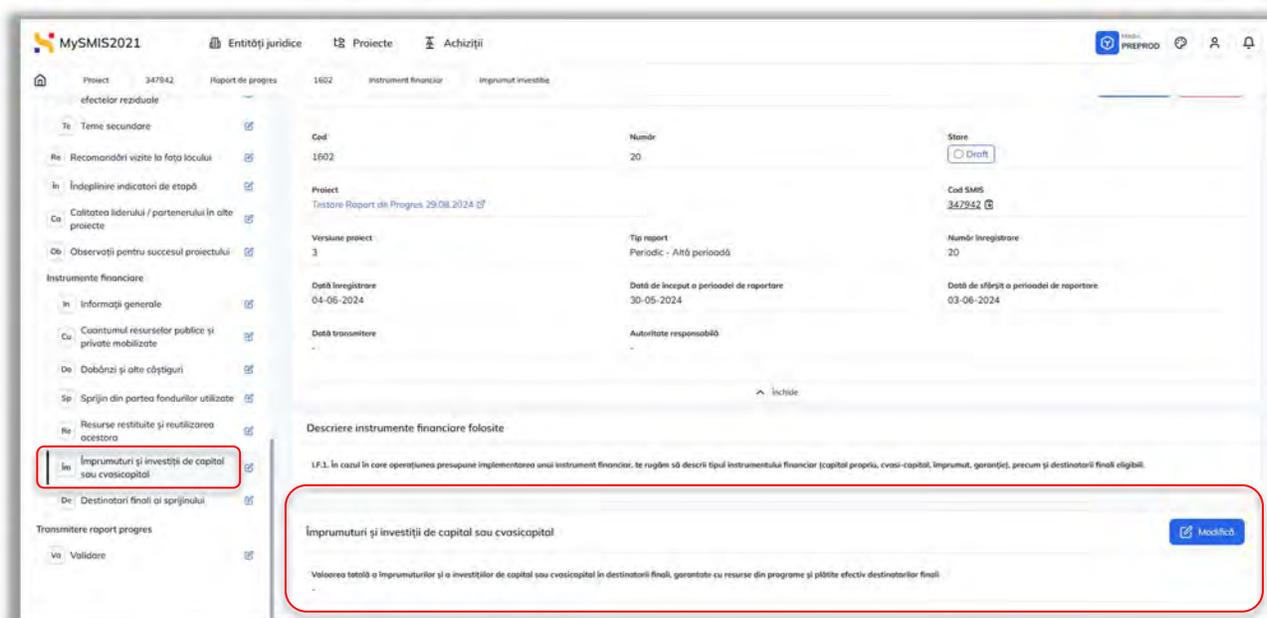 MySMIS2021
Entități juridice
Proiecte
Achiziții
Mediu
PREPROD
Proiect
347942
Raport de progres
1602
Instrument financiar
Imprumut investitie
efectelor reziduale
Te Teme secundare
Re Recomandări vizite la fața locului
În Îndeplinire indicatori de etapă
Ca Calitatea liderului / partenerului în alte
proiecte
Ob Observații pentru succesul proiectului
Instrumente financiare
In Informații generale
Cu Cuantumul resurselor publice și
private mobilizate
Do Dobânzi și alte câștiguri
Sp Sprijin din partea fondurilor utilizate
Re Resurse restituite și reutilizarea
acestora
Îm Împrumuturi și investiții de capital
sau cvasicapital
De Destinatari finali ai sprijinului
Transmitere raport progres
Va Validare
Cod
1602
Număr
20
Stare
Draft
Proiect
Testare Raport de Progres 29.08.2024
Cod SMIS
347942
Versiune proiect
3
Tip raport
Periodic - Altă perioadă
Număr înregistrare
20
Dată înregistrare
04-06-2024
Dată de început a perioadei de raportare
30-05-2024
Dată de sfârșit a perioadei de raportare
03-06-2024
Dată transmitere
-
Autoritate responsabilă
-
Închide
Descriere instrumente financiare folosite
I.F.1. În cazul în care operațiunea presupune implementarea unui instrument financiar, te rugăm să descrii tipul instrumentului financiar (capital propriu, cvasi-capital, împrumut, garanție), precum și destinatarii finali eligibili.
Împrumuturi și investiții de capital sau cvasicapital
Modifică
Valoarea totală a împrumuturilor și a investițiilor de capital sau cvasicapital în destinatarii finali, garantate cu resurse din programe și plătite efectiv destinatarilor finali
-